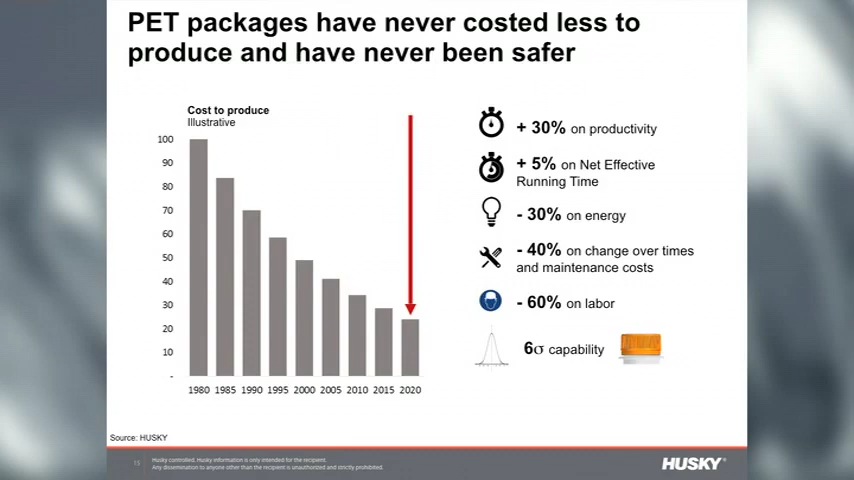 PET packages have never costed less to
produce and have never been safer
Cost to produce
Illustrative
100
90
80
70
60
50
40
30
20
10
-
1980 1985 1990 1995 2000 2005 2010 2015 2020
+ 30% on productivity
+ 5% on Net Effective
Running Time
- 30% on energy
- 40% on change over times
and maintenance costs
- 60% on labor
6σ capability
Source: HUSKY
15
Husky controlled. Husky information is only intended for the recipient.
Any dissemination to anyone other than the recipient is unauthorized and strictly prohibited.
HUSKY®